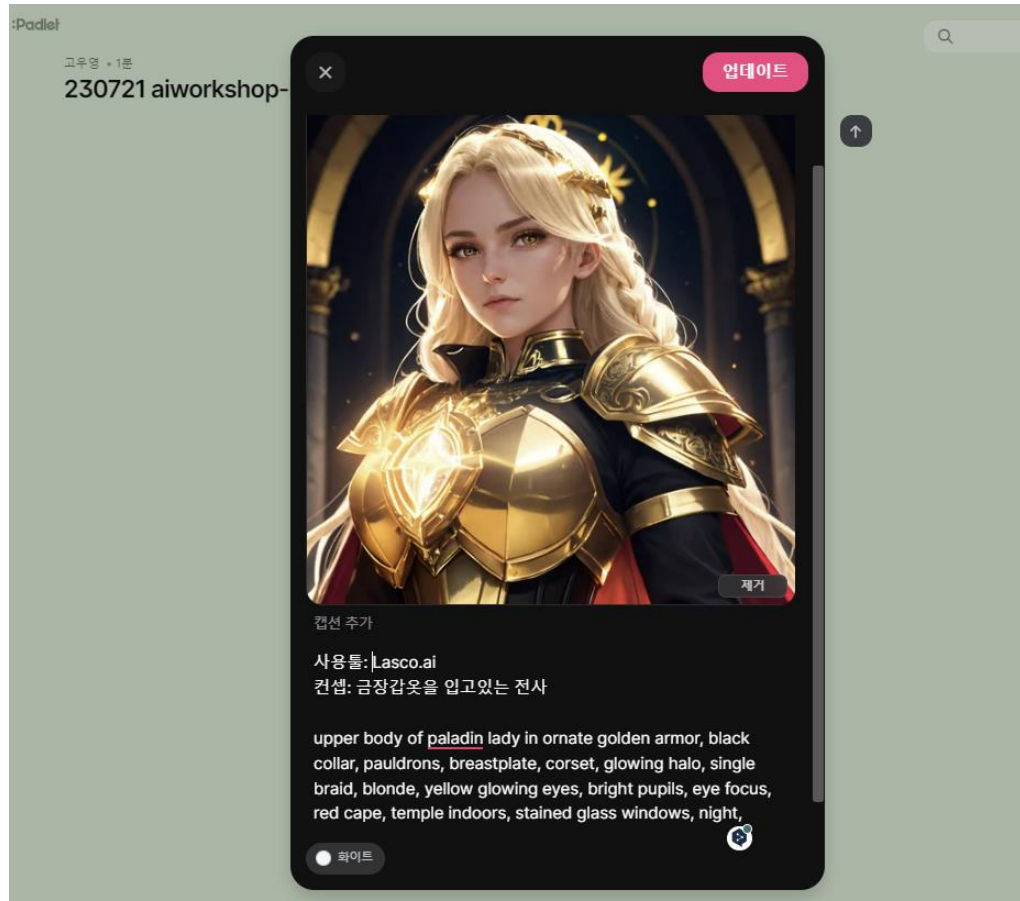 :Padlet
고우영 • 1분
230721 aiworkshop-
업데이트
제거
캡션 추가
사용툴: Lasco.ai
컨셉: 금장갑옷을 입고있는 전사
upper body of paladin lady in ornate golden armor, black
collar, pauldrons, breastplate, corset, glowing halo, single
braid, blonde, yellow glowing eyes, bright pupils, eye focus,
red cape, temple indoors, stained glass windows, night,
화이트